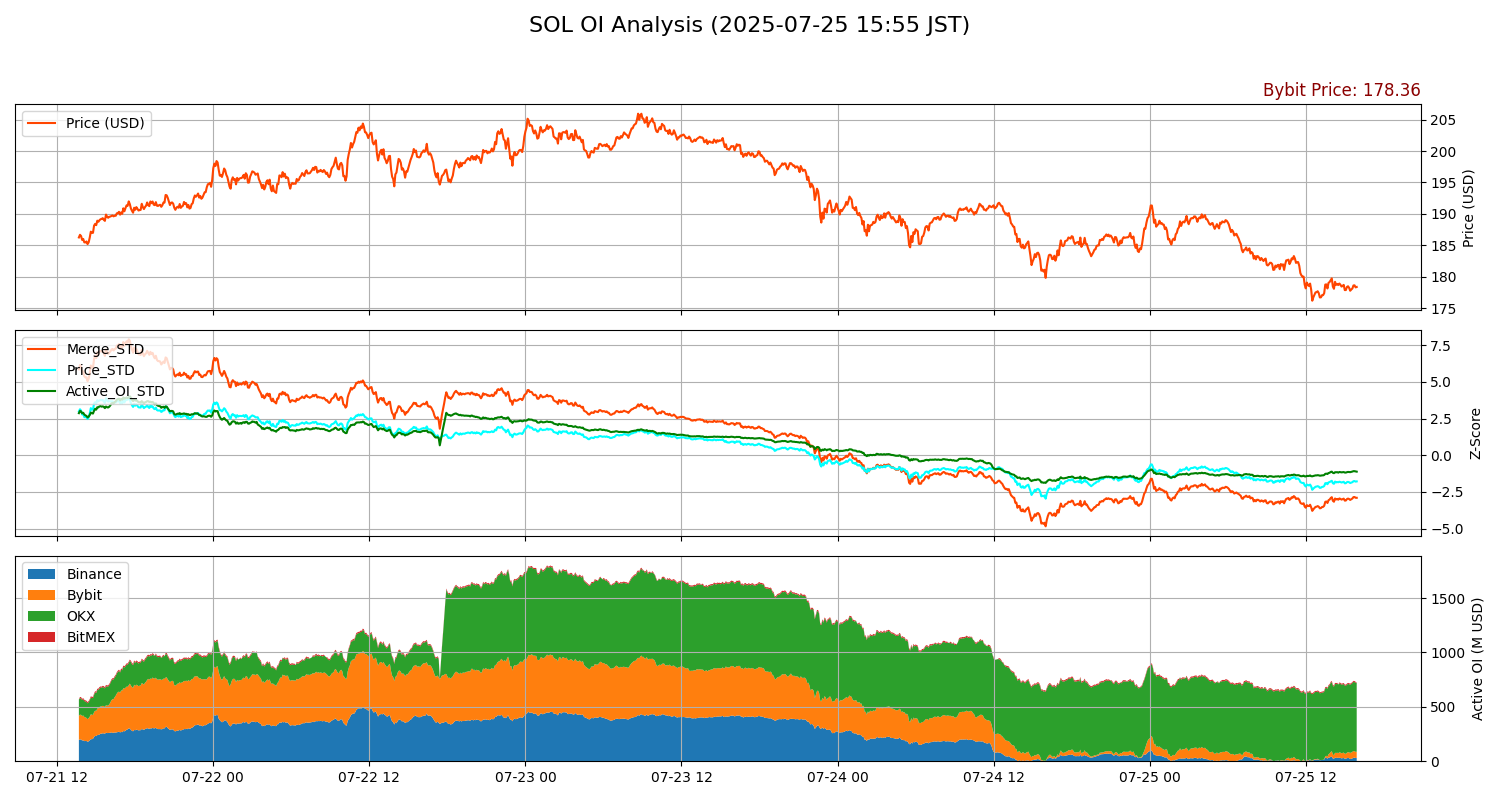 SOL OI Analysis (2025-07-25 15:55 JST)
Bybit Price: 178.36
Price (USD)
205
200
195
190
185
180
175
Price (USD)
Merge_STD
Price_STD
Active_OI_STD
7.5
5.0
2.5
0.0
−2.5
−5.0
Z-score
Binance
Bybit
OKX
BitMEX
1500
1000
500
0
Active OI (M USD)
07-21 12
07-22 00
07-22 12
07-23 00
07-23 12
07-24 00
07-24 12
07-25 00
07-25 12